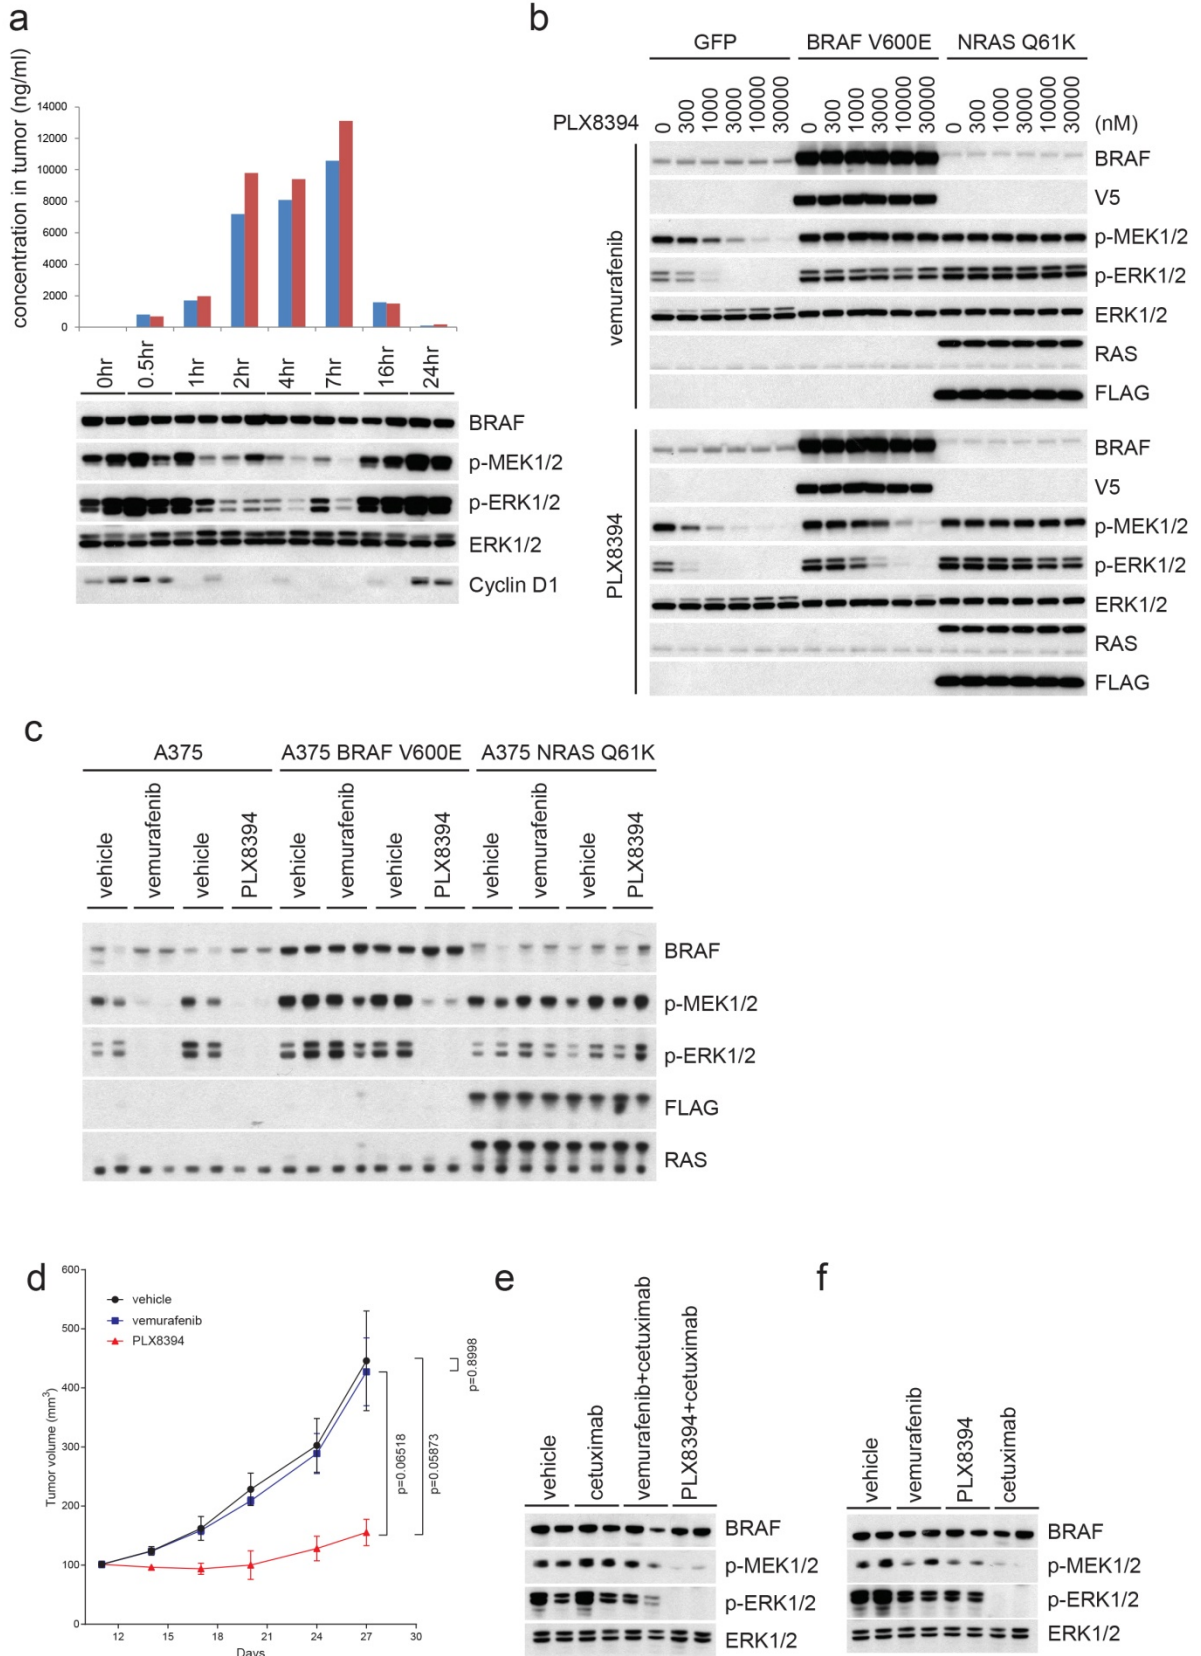 a
concentration in tumor (ng/ml)
14000
12000
10000
8000
6000
4000
2000
0
0hr 0.5hr 1hr 2hr 4hr 7hr 16hr 24hr
BRAF
p-MEK1/2
p-ERK1/2
ERK1/2
Cyclin D1
b
GFP BRAF V600E NRAS Q61K
PLX8394 0 300 1000 3000 10000 30000 0 300 1000 3000 10000 30000 0 300 1000 3000 10000 30000 (nM)
vemurafenib
BRAF
V5
p-MEK1/2
p-ERK1/2
ERK1/2
RAS
FLAG
PLX8394
BRAF
V5
p-MEK1/2
p-ERK1/2
ERK1/2
RAS
FLAG
c
A375 A375 BRAF V600E A375 NRAS Q61K
vehicle vemurafenib vehicle PLX8394 vehicle vemurafenib vehicle PLX8394 vehicle vemurafenib vehicle PLX8394
BRAF
p-MEK1/2
p-ERK1/2
FLAG
RAS
d
Tumor volume (mm³)
600
500
400
300
200
100
0
vehicle
vemurafenib
PLX8394
p=0.06518
p=0.05873
p=0.8998
12 15 18 21 24 27 30
Days
e
vehicle cetuximab vemurafenib+cetuximab PLX8394+cetuximab
BRAF
p-MEK1/2
p-ERK1/2
ERK1/2
f
vehicle vemurafenib PLX8394 cetuximab
BRAF
p-MEK1/2
p-ERK1/2
ERK1/2